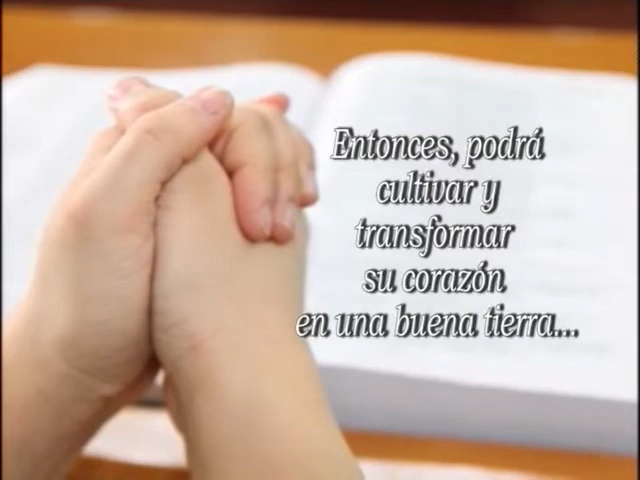 Entonces, podrá
cultivar y
transformar
su corazón
en una buena tierra...